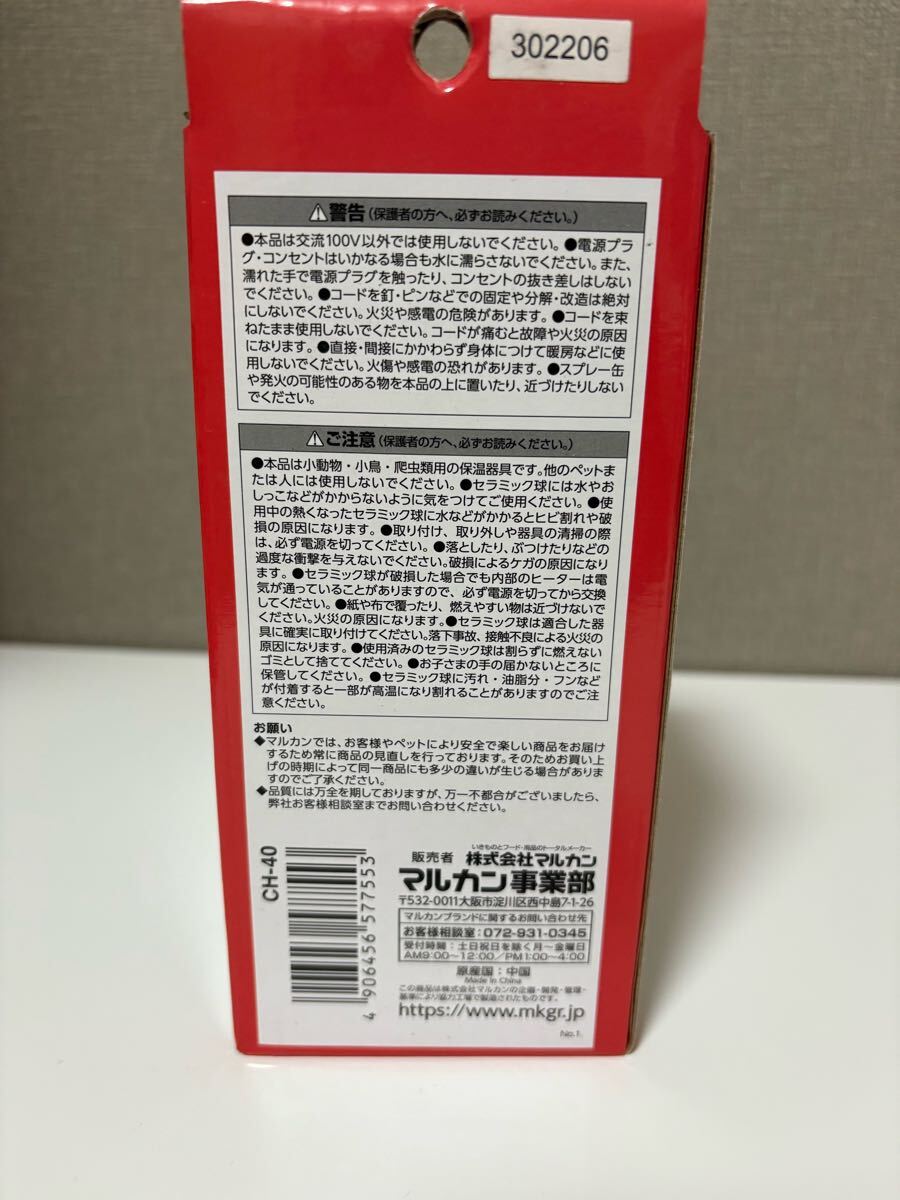 302206
⚠警告(保護者の方へ、必ずお読みください。)
●本品は交流100V以外では使用しないでください。●電源プラ
グ・コンセントはいかなる場合も水に濡らさないでください。また、
濡れた手で電源プラグを触ったり、コンセントの抜き差しはしない
でください。●コードを釘・ピンなどでの固定や分解・改造は絶対
にしないでください。火災や感電の危険があります。●コードを束
ねたまま使用しないでください。コードが痛むと故障や火災の原因
になります。●直接・間接にかかわらず身体につけて暖房などに使
用しないでください。火傷や感電の恐れがあります。●スプレー缶
や発火の可能性のある物を本品の上に置いたり、近づけたりしない
でください。
⚠ご注意(保護者の方へ、必ずお読みください。)
●本品は小動物・小鳥・爬虫類用の保温器具です。他のペット
または人には使用しないでください。●セラミック球には水やお
しっこなどがかからないように気をつけてご使用ください。●使
用中の熱くなったセラミック球に水などがかかるとヒビ割れや破
損の原因になります。●取り付け、取り外しや器具の清掃の際
は、必ず電源を切ってください。●落としたり、ぶつけたりなどの
過度な衝撃を与えないでください。破損によるケガの原因になり
ます。●セラミック球が破損した場合でも内部のヒーターは電
気が通っていることがありますので、必ず電源を切ってから交換
してください。●紙や布で覆ったり、燃えやすい物は近づけないで
ください。火災の原因になります。●セラミック球は適合した器
具に確実に取り付けてください。落下事故、接触不良による火災の
原因になります。●使用済みのセラミック球は割らずに燃えない
ゴミとして捨ててください。●お子さまの手の届かないところに
保管してください。●セラミック球に汚れ・油脂分・フンなど
が付着すると一部が高温になり割れることがありますのでご注
意ください。
お願い
◆マルカンでは、お客様やペットにより安全で楽しい商品をお届け
するため常に商品の見直しを行っております。そのためお買い上
げの時期によって同一商品にも多少の違いが生じる場合がありま
すのでご了承ください。
◆品質には万全を期しておりますが、万一不都合がございましたら、
弊社お客様相談室までお問い合わせください。
CH-40
4 906456 577553
いきものとフード・用品のトータルメーカー
販売者 株式会社マルカン
マルカン事業部
〒532-0011大阪市淀川区西中島7-1-26
マルカンブランドに関するお問い合わせ先
お客様相談室:072-931-0345
受付時間:土日祝日を除く月〜金曜日
AM9:00〜12:00/PM1:00〜4:00
原産国:中国
Made in China
この商品は株式会社マルカンの企画・開発・管理・
基準により協力工場で製造されたものです。
https://www.mkgr.jp
No.1